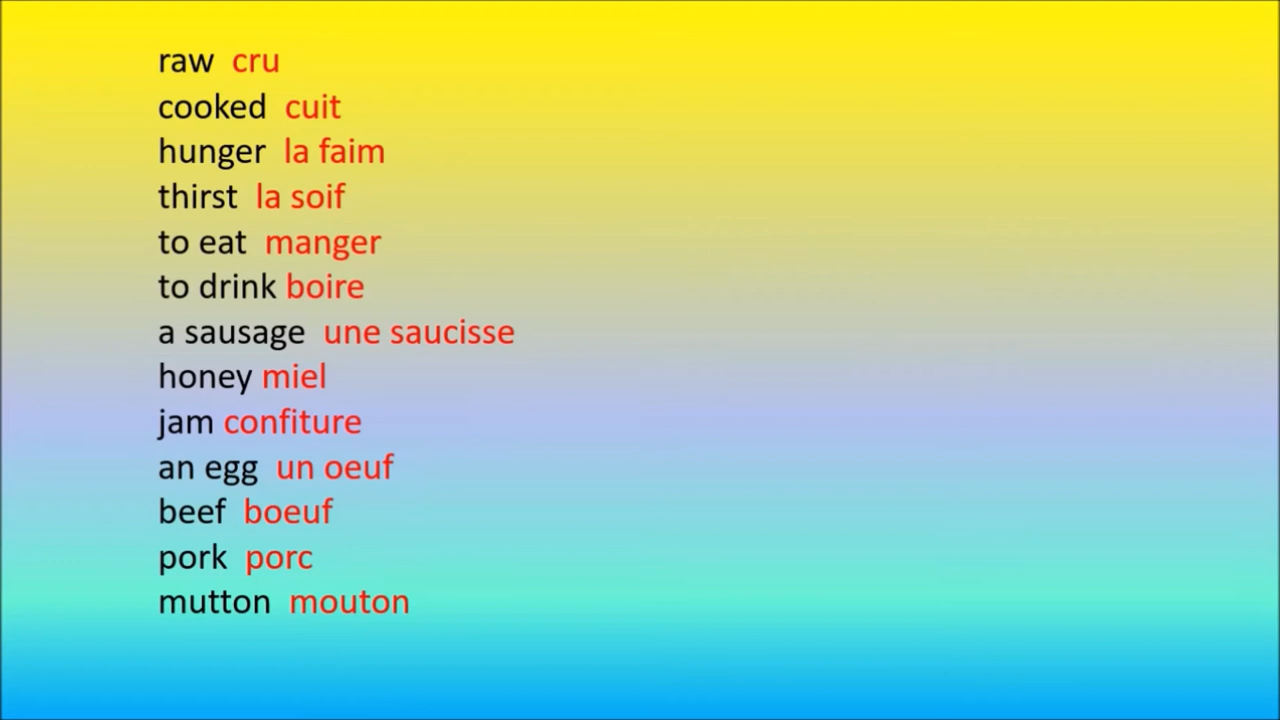 raw cru
cooked cuit
hunger la faim
thirst la soif
to eat manger
to drink boire
a sausage une saucisse
honey miel
jam confiture
an egg un oeuf
beef boeuf
pork porc
mutton mouton